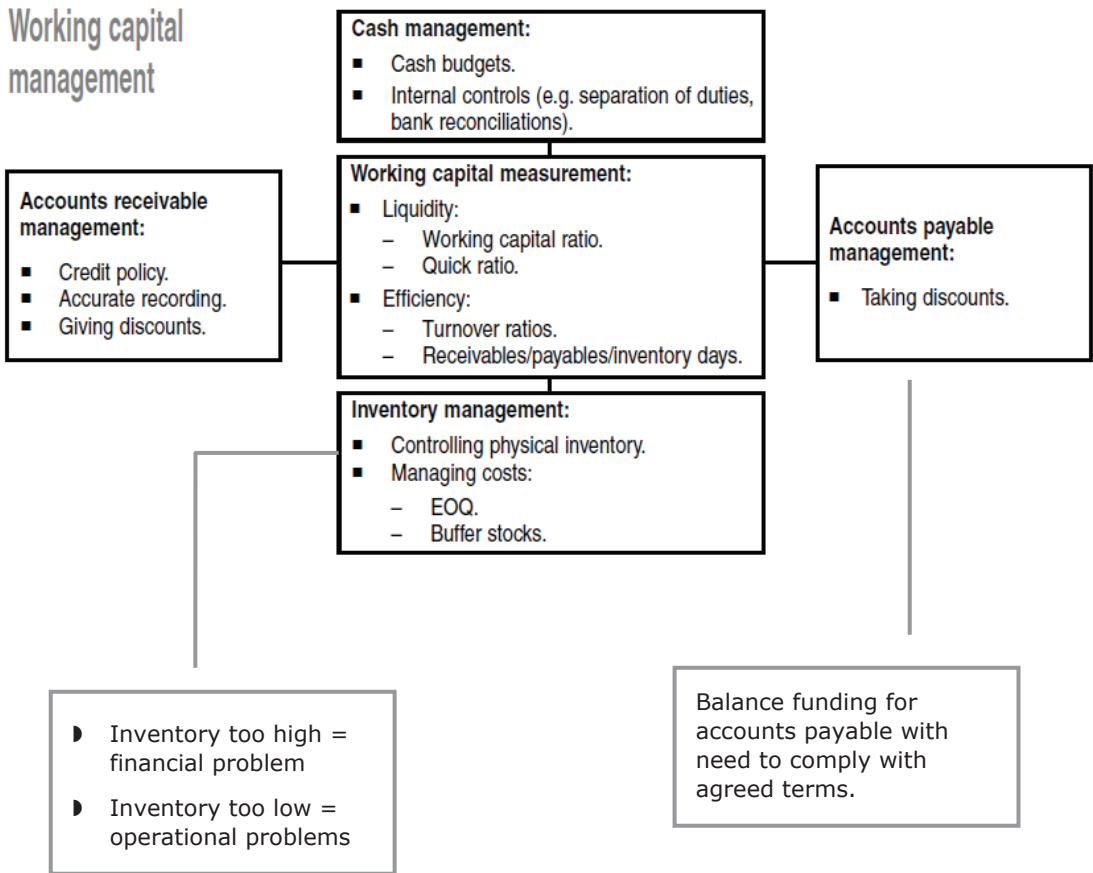 Working capital
management
Cash management:
■ Cash budgets.
■ Internal controls (e.g. separation of duties,
bank reconciliations).
Accounts receivable
management:
■ Credit policy.
■ Accurate recording.
■ Giving discounts.
Working capital measurement:
■ Liquidity:
– Working capital ratio.
– Quick ratio.
■ Efficiency:
– Turnover ratios.
– Receivables/payables/inventory days.
Accounts payable
management:
■ Taking discounts.
Inventory management:
■ Controlling physical inventory.
■ Managing costs:
– EOQ.
– Buffer stocks.
◗ Inventory too high =
financial problem
◗ Inventory too low =
operational problems
Balance funding for
accounts payable with
need to comply with
agreed terms.